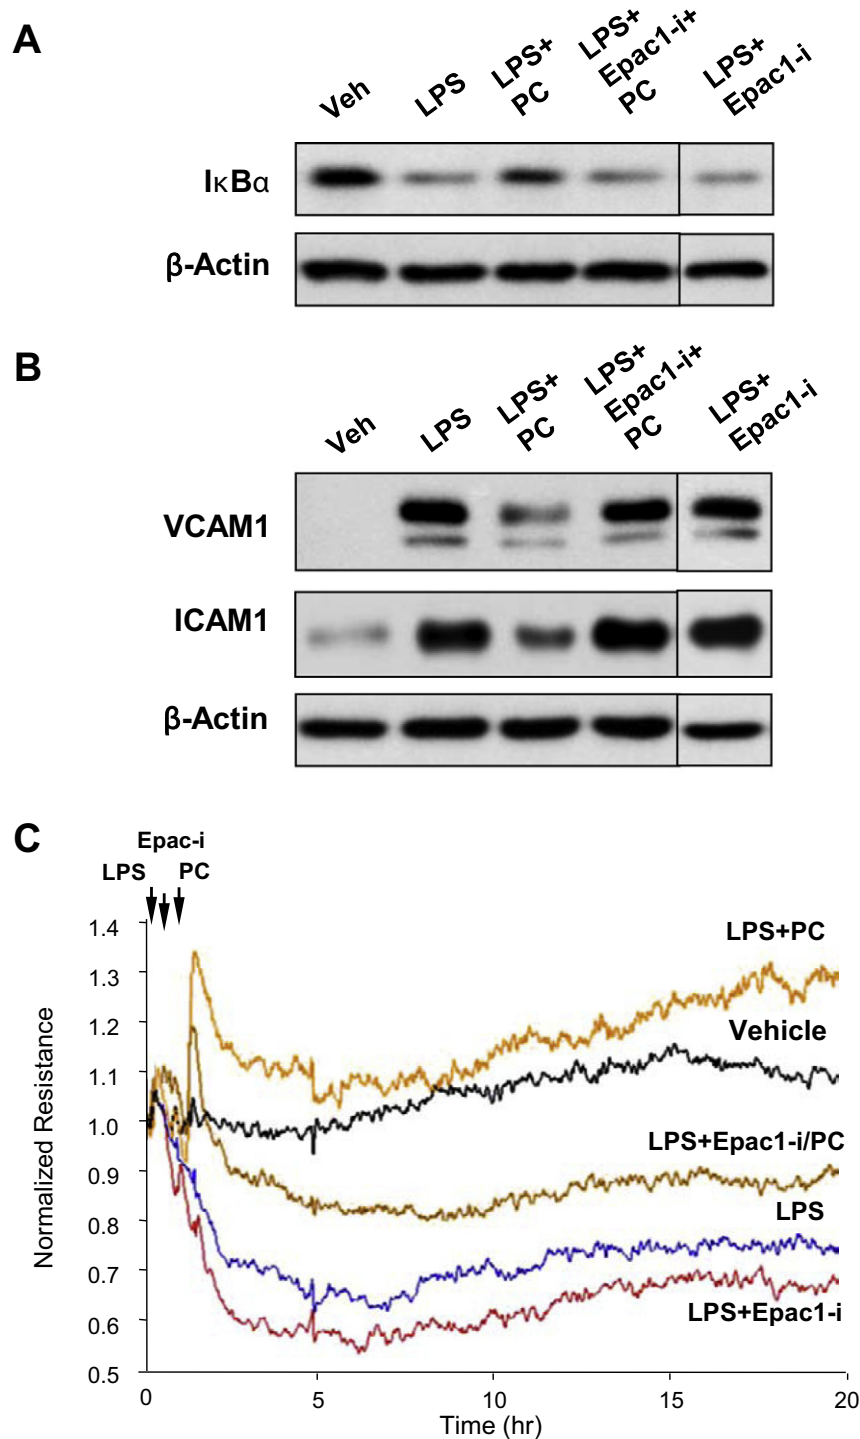 A
Veh
LPS
LPS+
PC
LPS+
Epac1-i+
PC
LPS+
Epac1-i
IκBα
β-Actin
B
Veh
LPS
LPS+
PC
LPS+
Epac1-i+
PC
LPS+
Epac1-i
VCAM1
ICAM1
β-Actin
C
Epac-i
LPS
PC
1.4
1.3
1.2
1.1
1.0
0.9
0.8
0.7
0.6
0.5
Normalized Resistance
LPS+PC
Vehicle
LPS+Epac1-i/PC
LPS
LPS+Epac1-i
0
5
10
15
20
Time (hr)